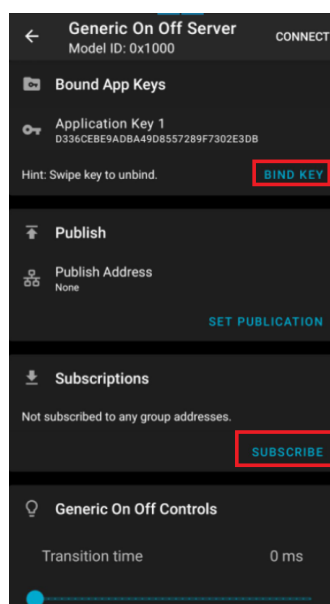 Generic On Off Server
CONNECT
Model ID: 0x1000
Bound App Keys
Application Key 1
D336CEBE9ADBA49D8557289F7302E3DB
Hint: Swipe key to unbind.
BIND KEY
Publish
Publish Address
None
SET PUBLICATION
Subscriptions
Not subscribed to any group addresses.
SUBSCRIBE
Generic On Off Controls
Transition time
0 ms